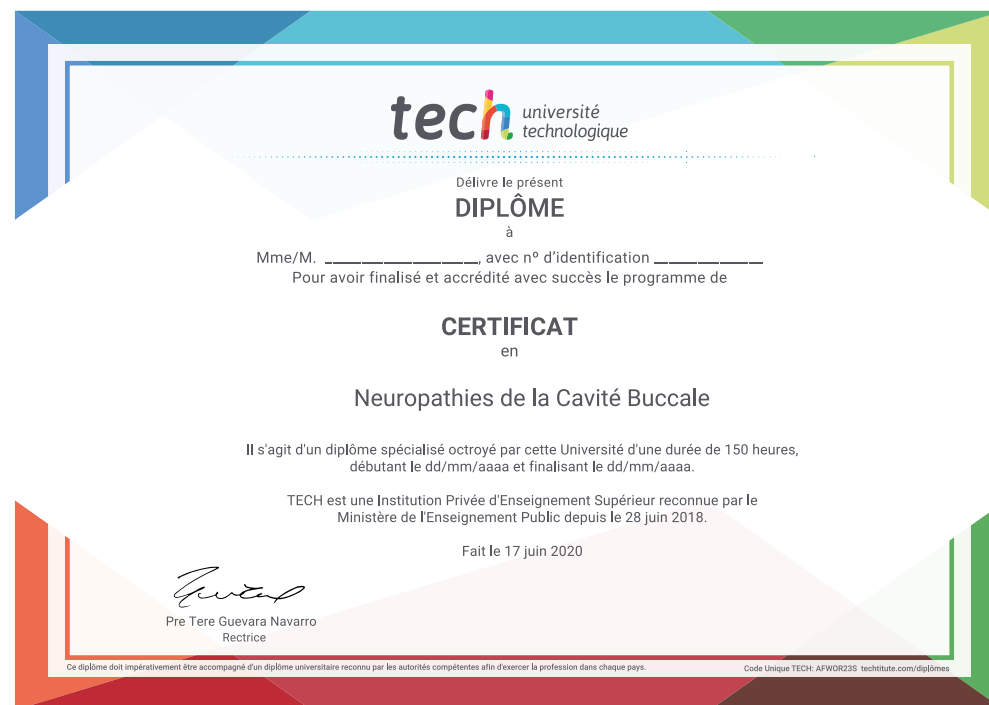 tech université
technologique
Délivre le présent
DIPLÔME
à
Mme/M. ____________________, avec nº d'identification ______________
Pour avoir finalisé et accrédité avec succès le programme de
CERTIFICAT
en
Neuropathies de la Cavité Buccale
Il s'agit d'un diplôme spécialisé octroyé par cette Université d'une durée de 150 heures,
débutant le dd/mm/aaaa et finalisant le dd/mm/aaaa.
TECH est une Institution Privée d'Enseignement Supérieur reconnue par le
Ministère de l'Enseignement Public depuis le 28 juin 2018.
Fait le 17 juin 2020
Pre Tere Guevara Navarro
Rectrice
Ce diplôme doit impérativement être accompagné d'un diplôme universitaire reconnu par les autorités compétentes afin d'exercer la profession dans chaque pays.
Code Unique TECH: AFWOR23S techtitute.com/diplômes